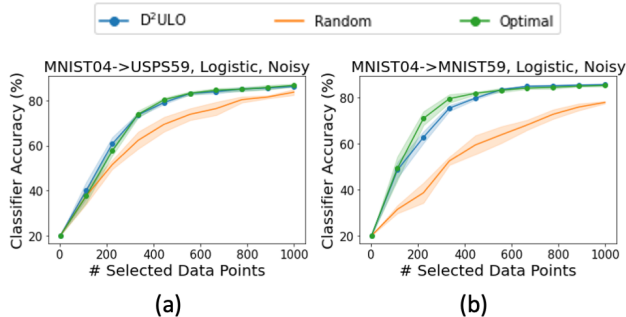 D²ULO Random Optimal
MNIST04->USPS59, Logistic, Noisy
Classifier Accuracy (%)
80
60
40
20
0 200 400 600 800 1000
# Selected Data Points
(a)
MNIST04->MNIST59, Logistic, Noisy
Classifier Accuracy (%)
80
60
40
20
0 200 400 600 800 1000
# Selected Data Points
(b)